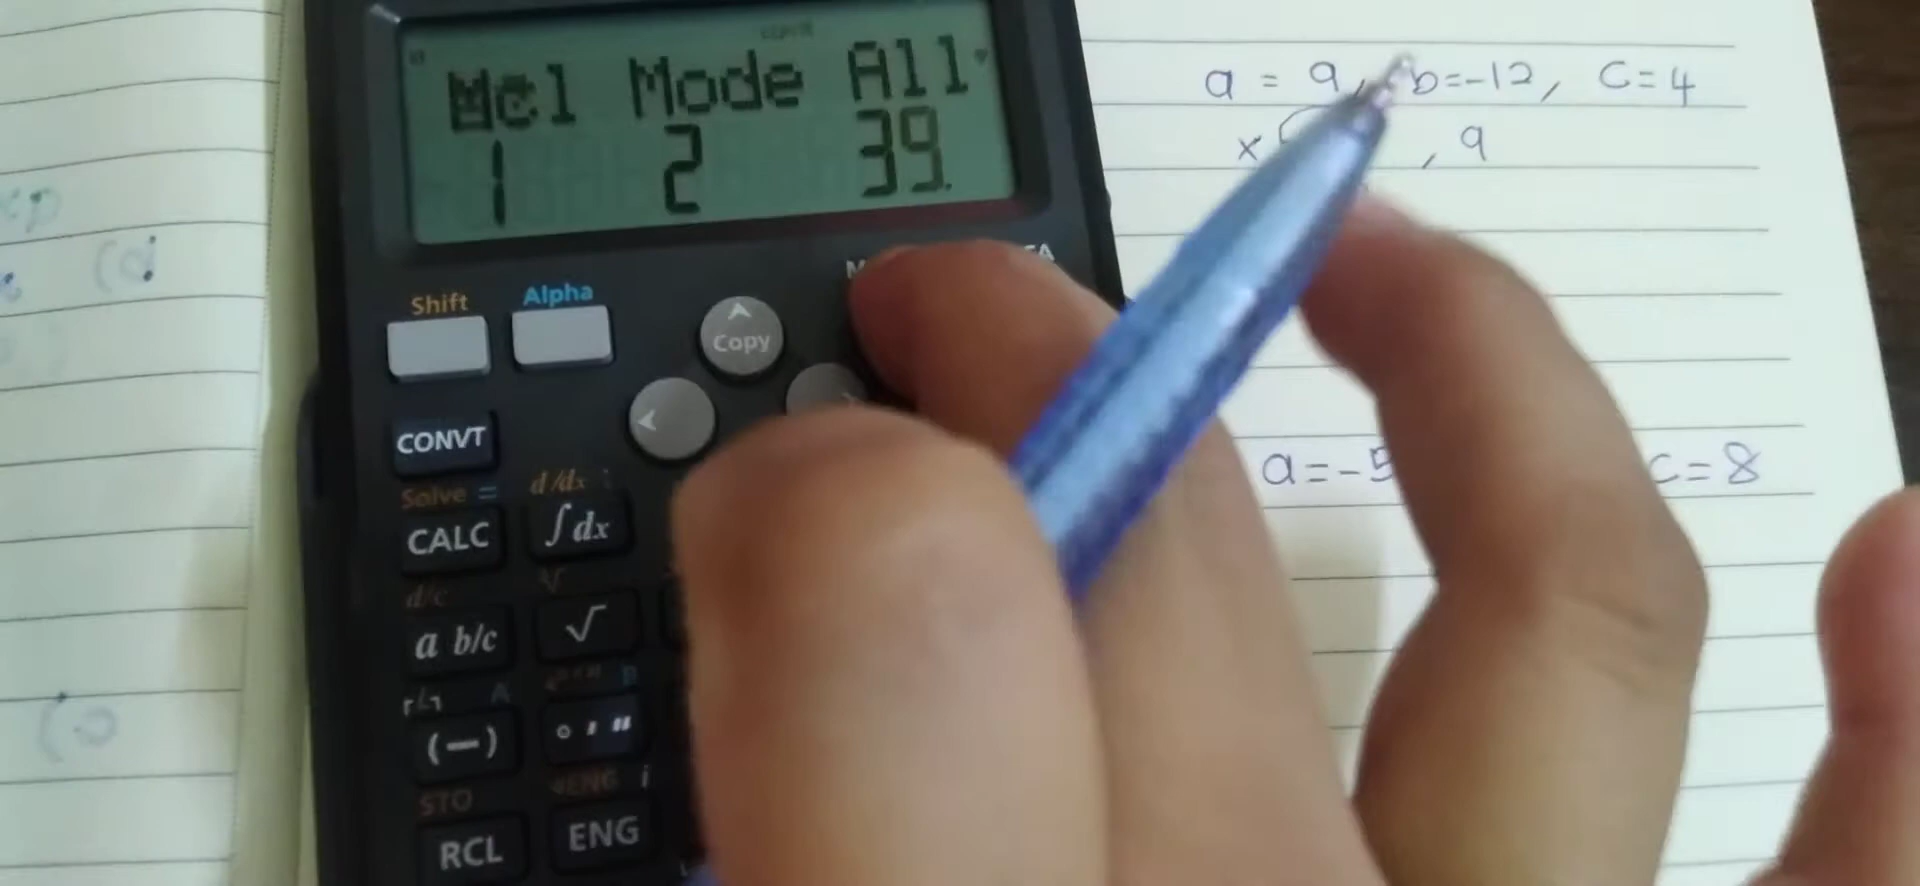 Mcl Mode All
1 2 39.
a = 9, b=-12, c=4
x , 9
Shift
Alpha
Copy
CONVT
Solve =
d/dx :
CALC
∫dx
d/c
a b/c
√
A
B
(—)
° ' "
STO
ENG i
RCL
ENG
a=-5 c=8